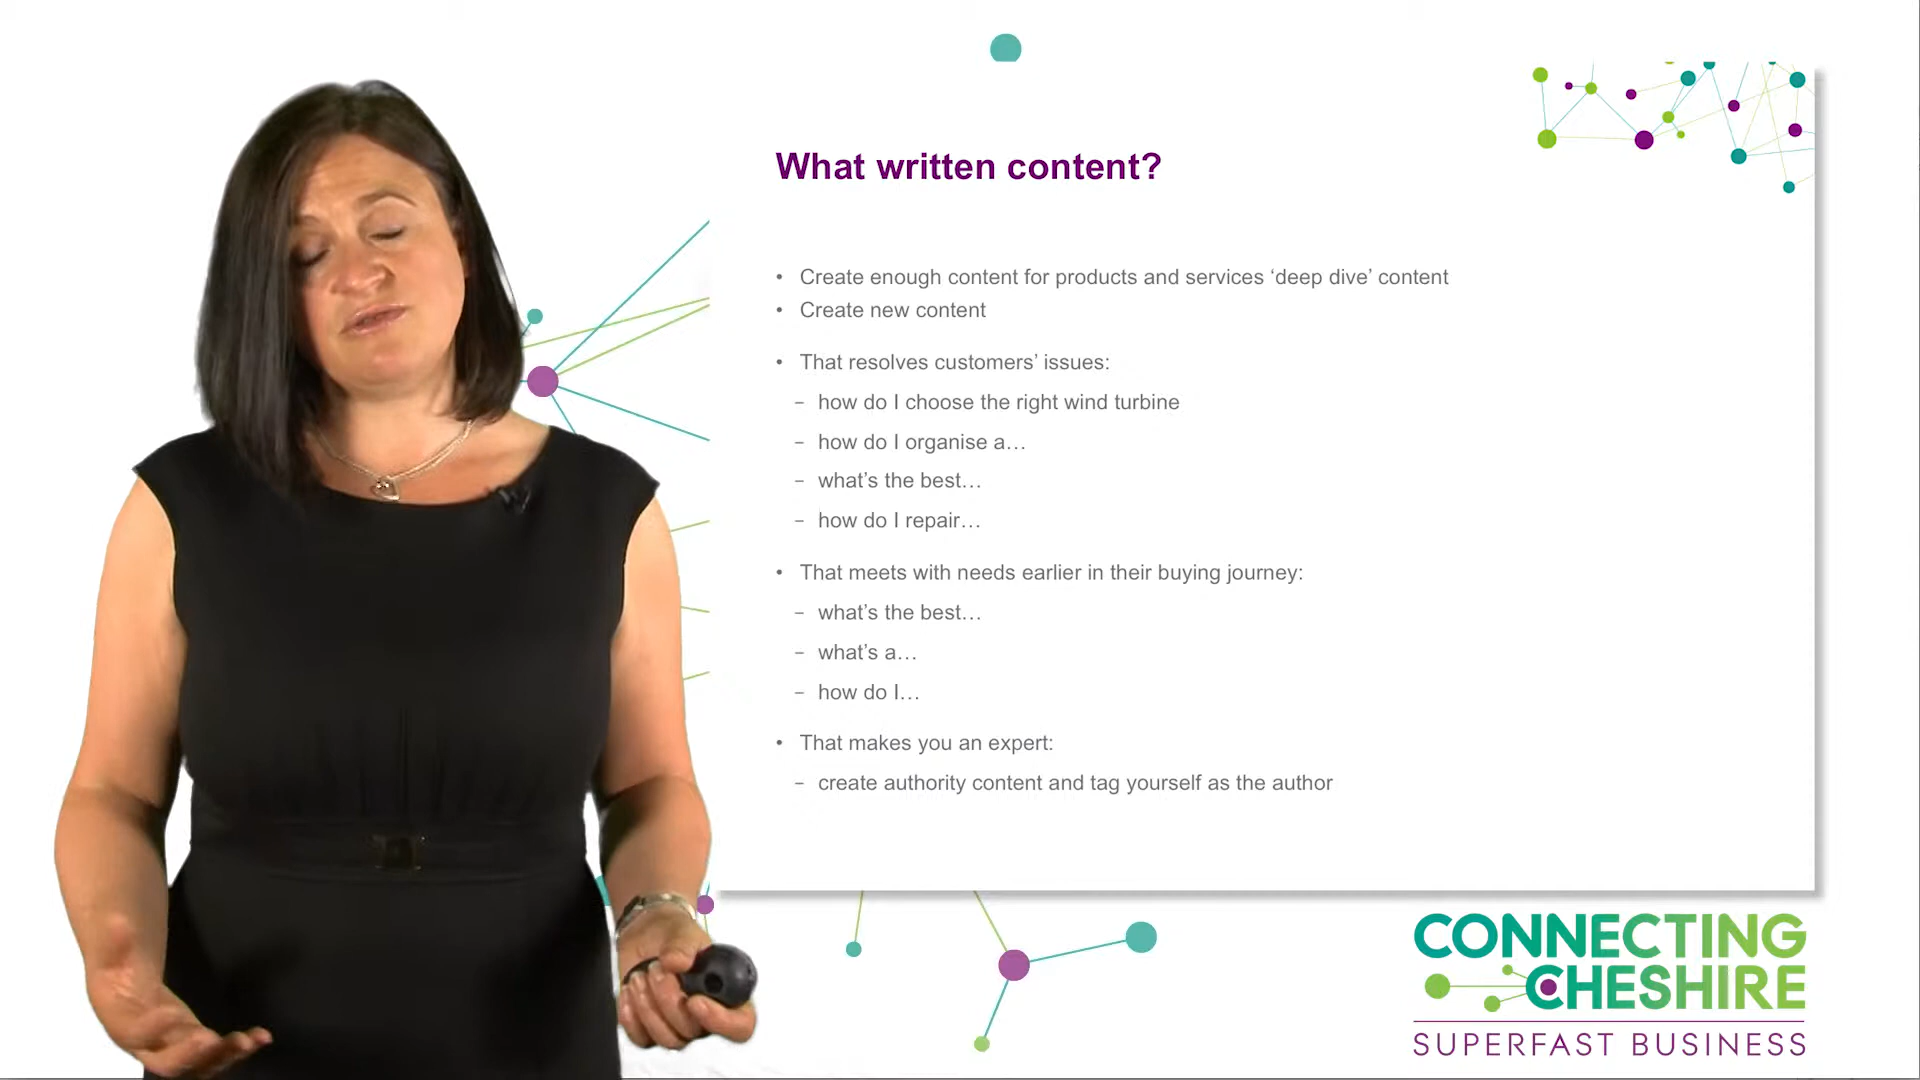 What written content?
• Create enough content for products and services ‘deep dive’ content
• Create new content
• That resolves customers’ issues:
– how do I choose the right wind turbine
– how do I organise a…
– what’s the best…
– how do I repair…
• That meets with needs earlier in their buying journey:
– what’s the best…
– what’s a…
– how do I…
• That makes you an expert:
– create authority content and tag yourself as the author
CONNECTING
CHESHIRE
SUPERFAST BUSINESS